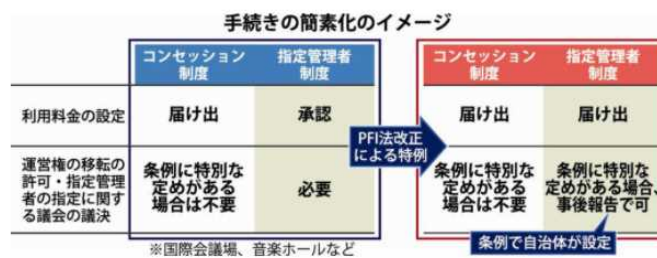 手続きの簡素化のイメージ
コンセッション
制度
指定管理者
制度
利用料金の設定
届け出
承認
運営権の移転の
許可・指定管理
者の指定に関す
る議会の議決
条例に特別な
定めがある
場合は不要
必要
※国際会議場、音楽ホールなど
PFI法改正
による特例
コンセッション
制度
指定管理者
制度
届け出
届け出
条例に特別な
定めがある
場合は不要
条例に特別な
定めがある場合、
事後報告で可
条例で自治体が設定